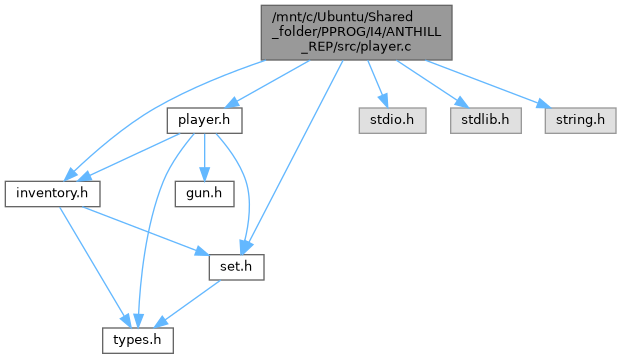 /mnt/c/Ubuntu/Shared
_folder/PPROG/I4/ANTHILL
_REP/src/player.c
player.h
stdio.h
stdlib.h
string.h
inventory.h
gun.h
set.h
types.h